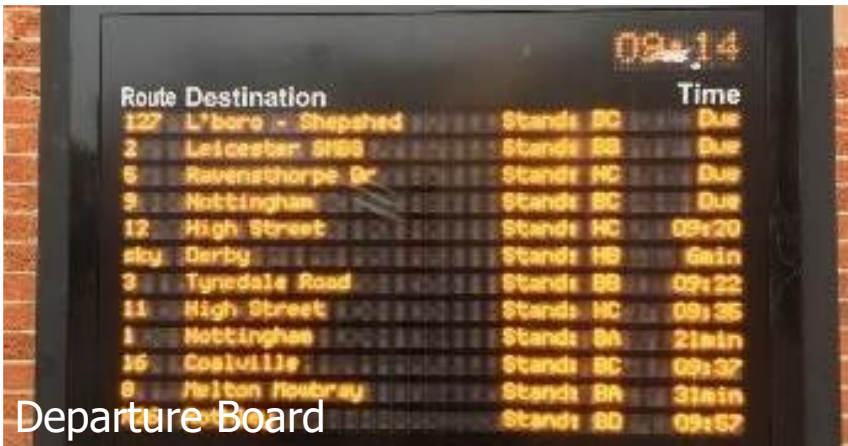 09:14
Route Destination Time
127 L'boro - Shepshed Stand: BC Due
2 Leicester SMBS Stand: BB Due
5 Ravensthorpe Dr Stand: HC Due
9 Nottingham Stand: BC Due
12 High Street Stand: HC 09:20
sky Derby Stand: HB 6min
3 Tynedale Road Stand: BB 09:22
11 High Street Stand: HC 09:35
1 Nottingham Stand: BA 21min
16 Coalville Stand: BC 09:37
8 Melton Mowbray Stand: BA 31min
Stand: BD 09:57
Departure Board